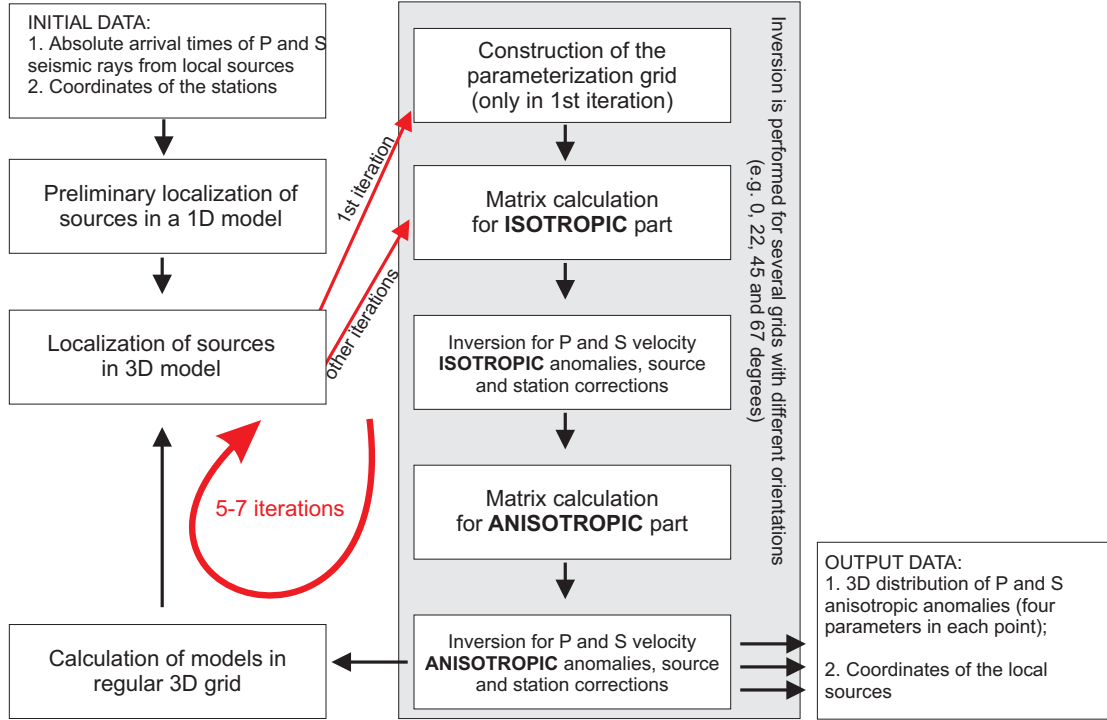 INITIAL DATA:
1. Absolute arrival times of P and S
seismic rays from local sources
2. Coordinates of the stations
Preliminary localization of
sources in a 1D model
Localization of sources
in 3D model
1st iteration
other iterations
5-7 iterations
Calculation of models in
regular 3D grid
Construction of the
parameterization grid
(only in 1st iteration)
Matrix calculation
for ISOTROPIC part
Inversion for P and S velocity
ISOTROPIC anomalies, source
and station corrections
Matrix calculation
for ANISOTROPIC part
Inversion for P and S velocity
ANISOTROPIC anomalies, source
and station corrections
Inversion is performed for several grids with different orientations
(e.g. 0, 22, 45 and 67 degrees)
OUTPUT DATA:
1. 3D distribution of P and S
anisotropic anomalies (four
parameters in each point);
2. Coordinates of the local
sources